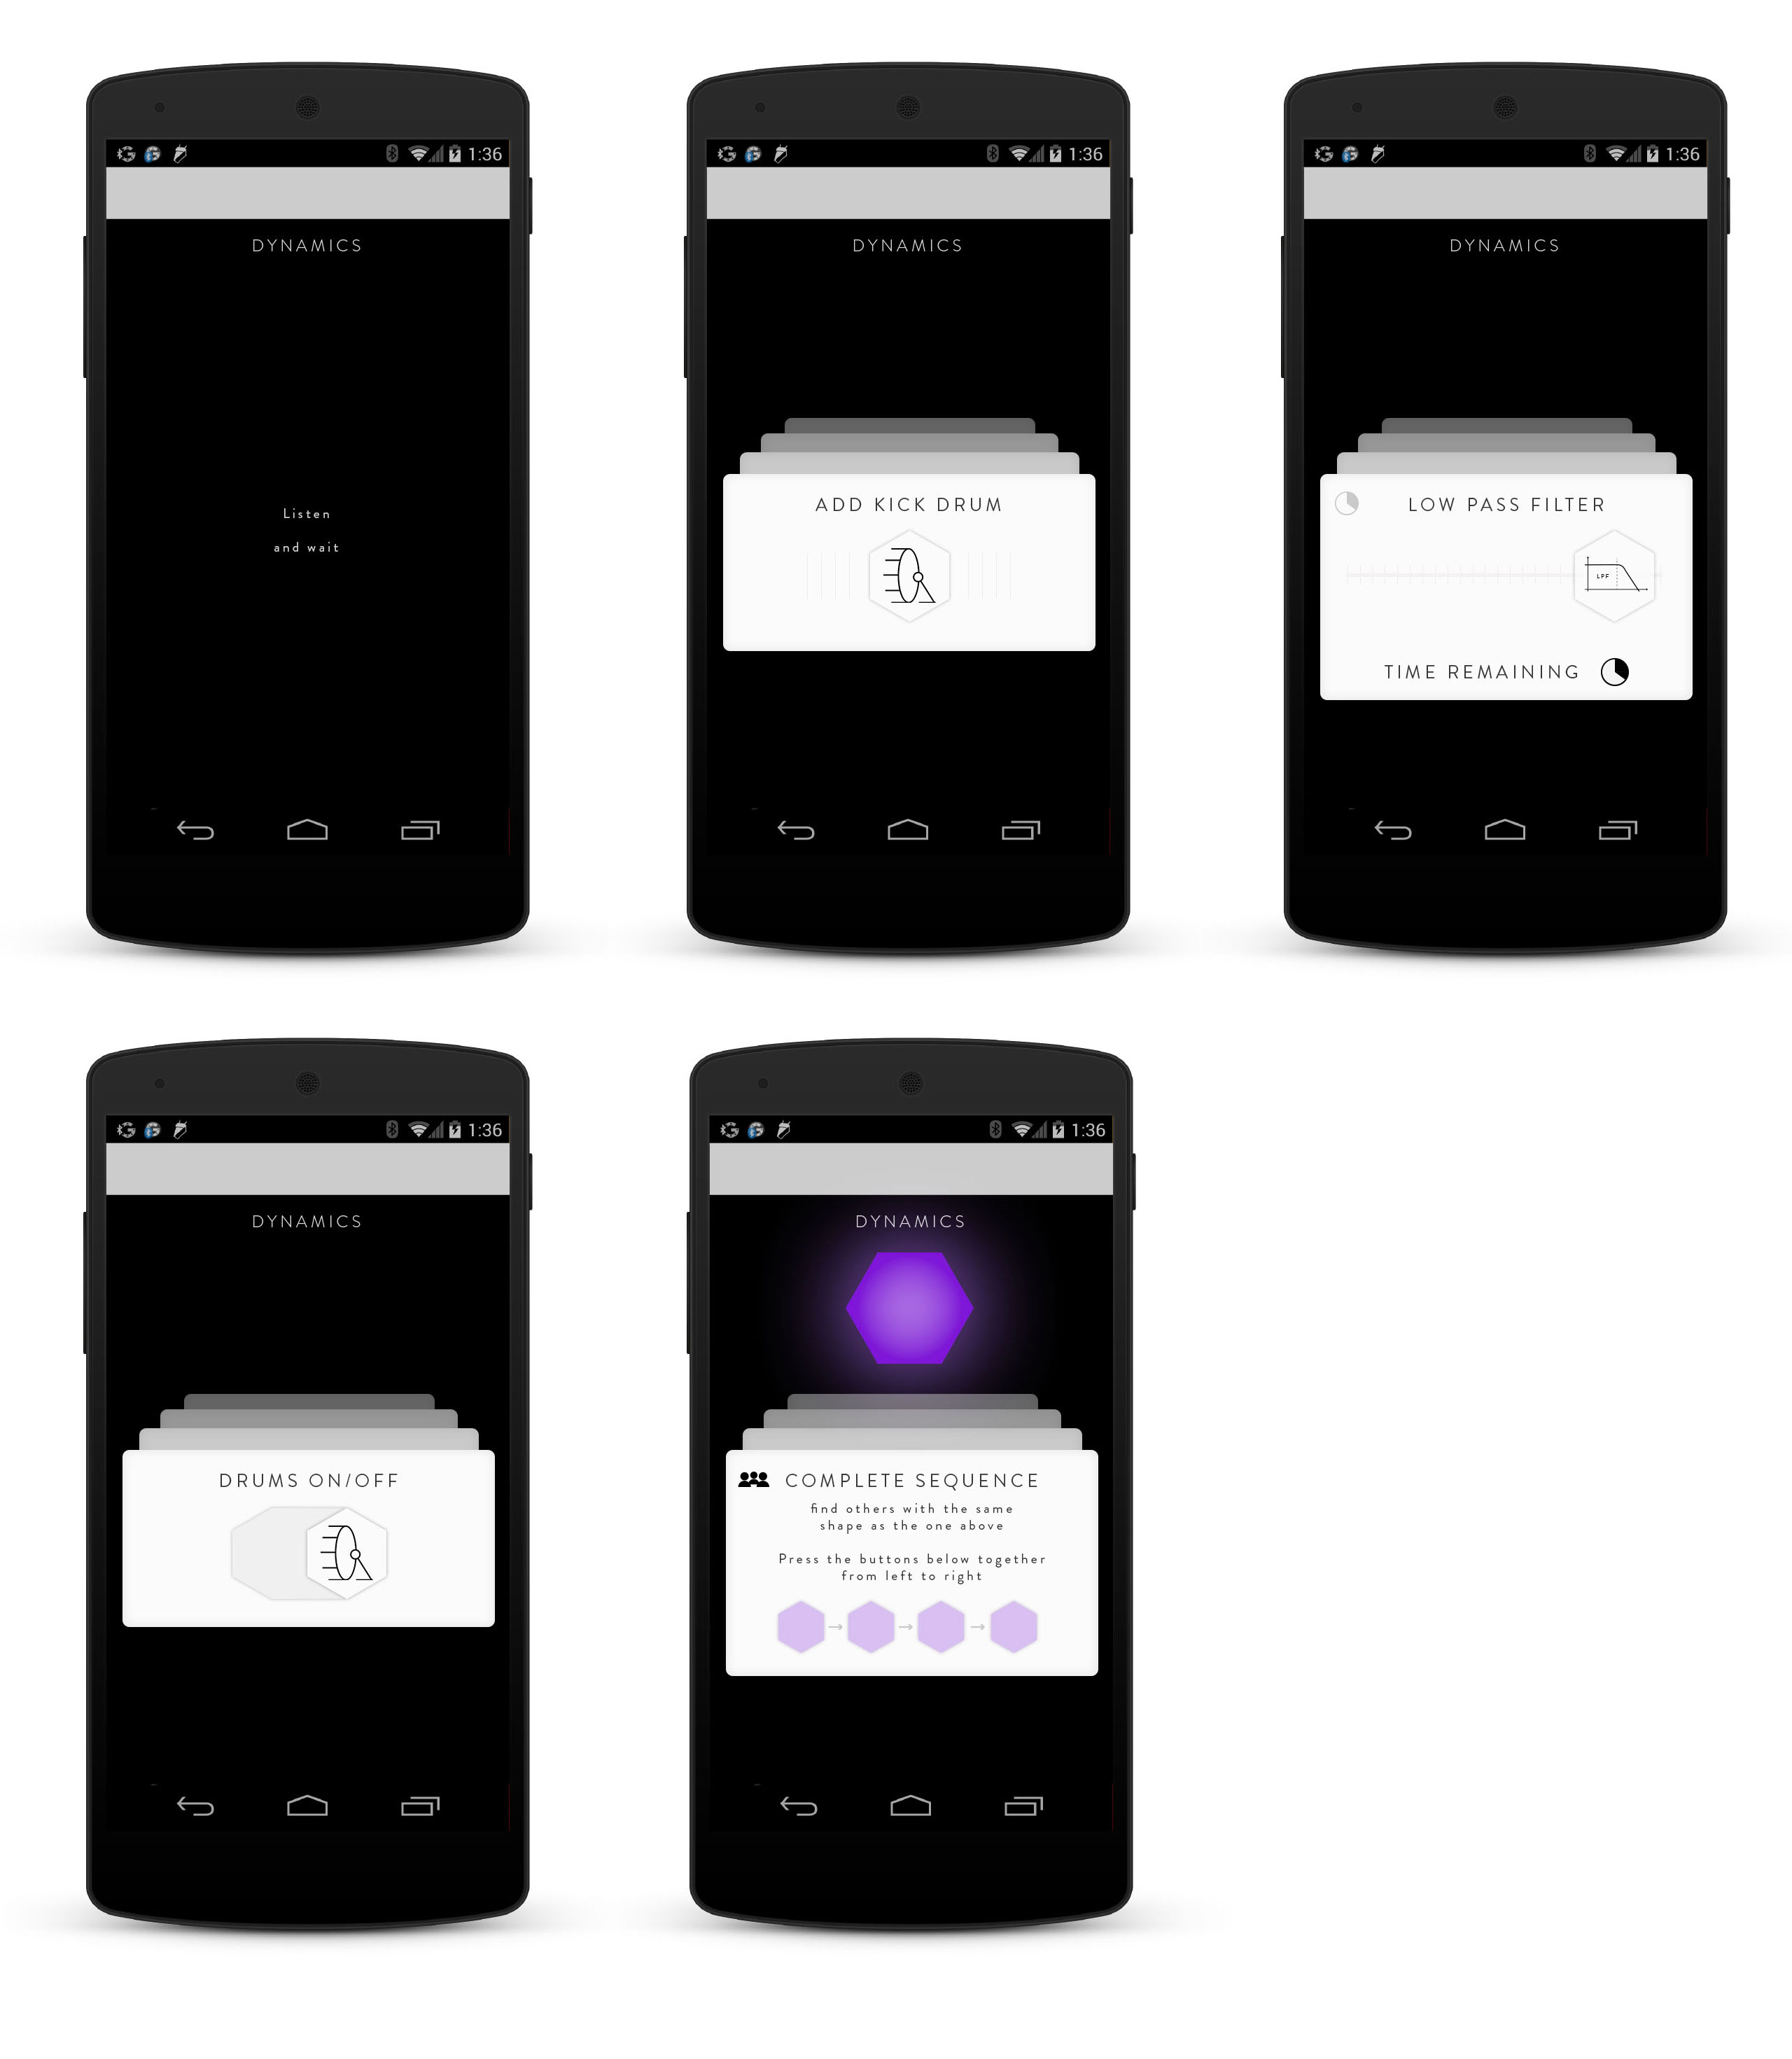 1:36
DYNAMICS
Listen
and wait
1:36
DYNAMICS
ADD KICK DRUM
1:36
DYNAMICS
LOW PASS FILTER
LPF
TIME REMAINING
1:36
DYNAMICS
DRUMS ON/OFF
1:36
DYNAMICS
COMPLETE SEQUENCE
find others with the same
shape as the one above
Press the buttons below together
from left to right